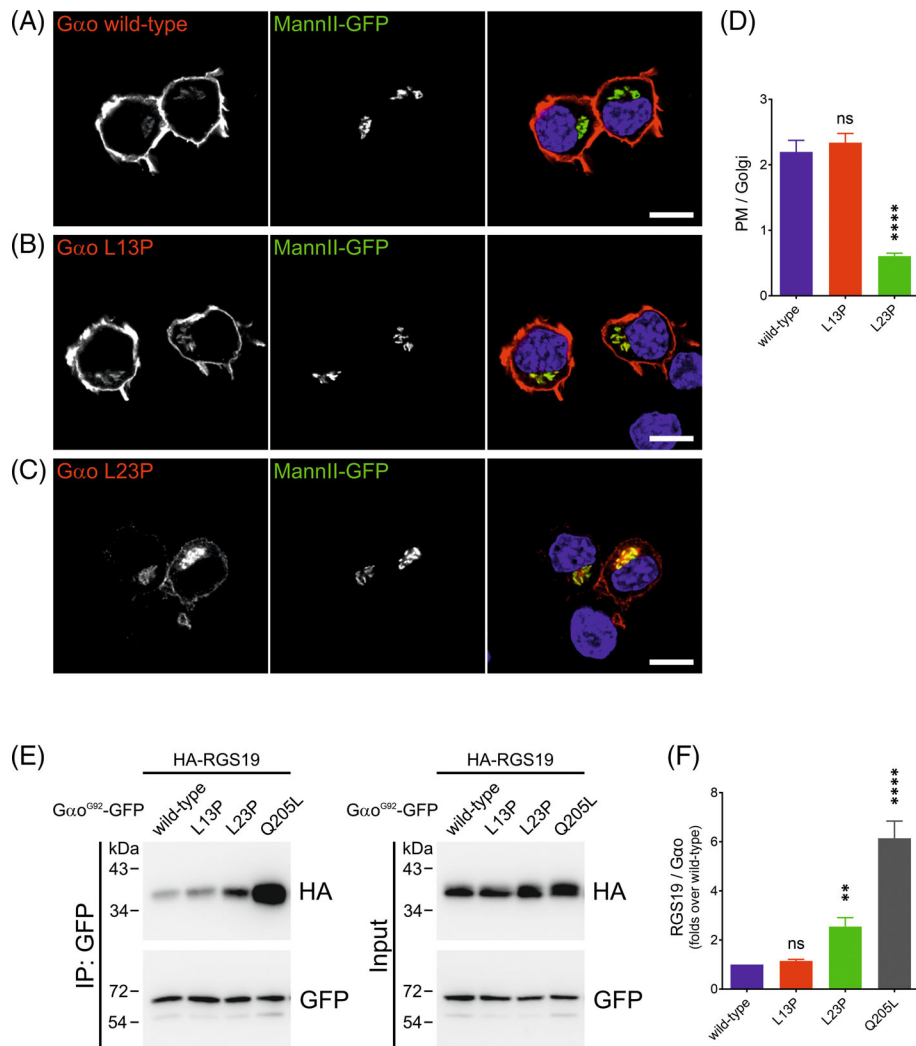 (A)
Gαo wild-type
MannII-GFP
(B)
Gαo L13P
MannII-GFP
(C)
Gαo L23P
MannII-GFP
(D)
PM / Golgi
3
2
1
0
ns
****
wild-type
L13P
L23P
(E)
HA-RGS19
HA-RGS19
Gαoᴳ⁹²-GFP
wild-type
L13P
L23P
Q205L
Gαoᴳ⁹²-GFP
wild-type
L13P
L23P
Q205L
IP: GFP
kDa
43
34
HA
72
54
GFP
Input
kDa
43
34
HA
72
54
GFP
(F)
RGS19 / Gαo
(folds over wild-type)
8
6
4
2
0
ns
**
****
wild-type
L13P
L23P
Q205L